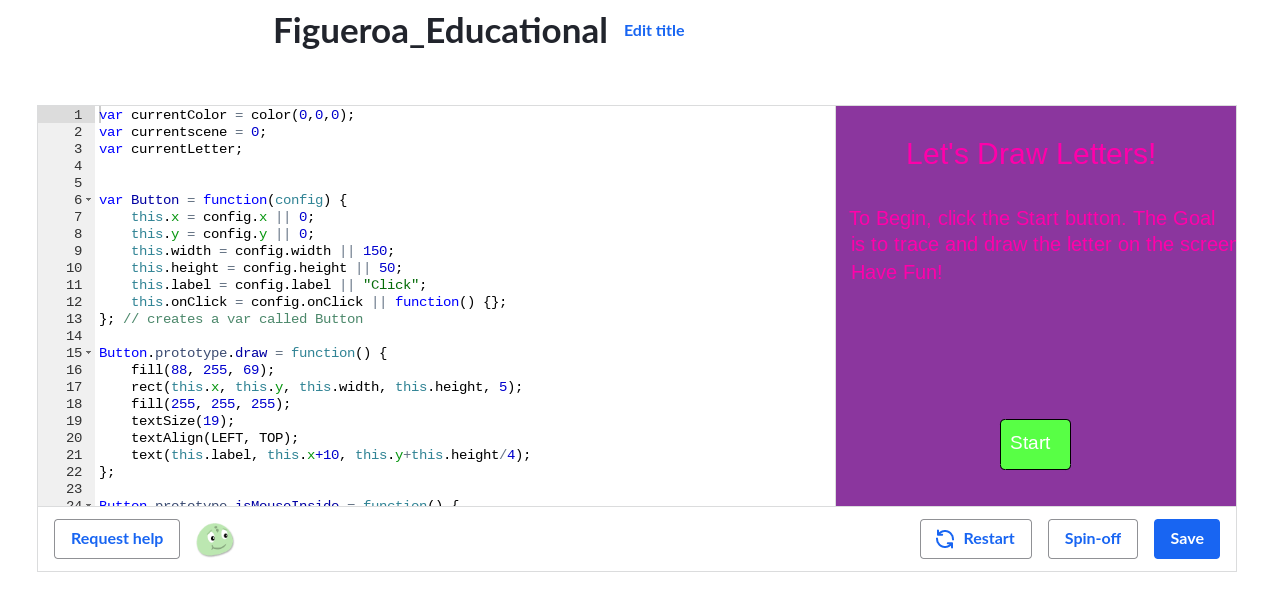 Figueroa_Educational Edit title
1 var currentColor = color(0,0,0);
2 var currentscene = 0;
3 var currentLetter;
4
5
6 var Button = function(config) {
7     this.x = config.x || 0;
8     this.y = config.y || 0;
9     this.width = config.width || 150;
10     this.height = config.height || 50;
11     this.label = config.label || "Click";
12     this.onClick = config.onClick || function() {};
13 }; // creates a var called Button
14
15 Button.prototype.draw = function() {
16     fill(88, 255, 69);
17     rect(this.x, this.y, this.width, this.height, 5);
18     fill(255, 255, 255);
19     textSize(19);
20     textAlign(LEFT, TOP);
21     text(this.label, this.x+10, this.y+this.height/4);
22 };
23
24 Button.prototype.isMouseInside = function() {
Let's Draw Letters!
To Begin, click the Start button. The Goal
is to trace and draw the letter on the screen
Have Fun!
Start
Request help
Restart
Spin-off
Save